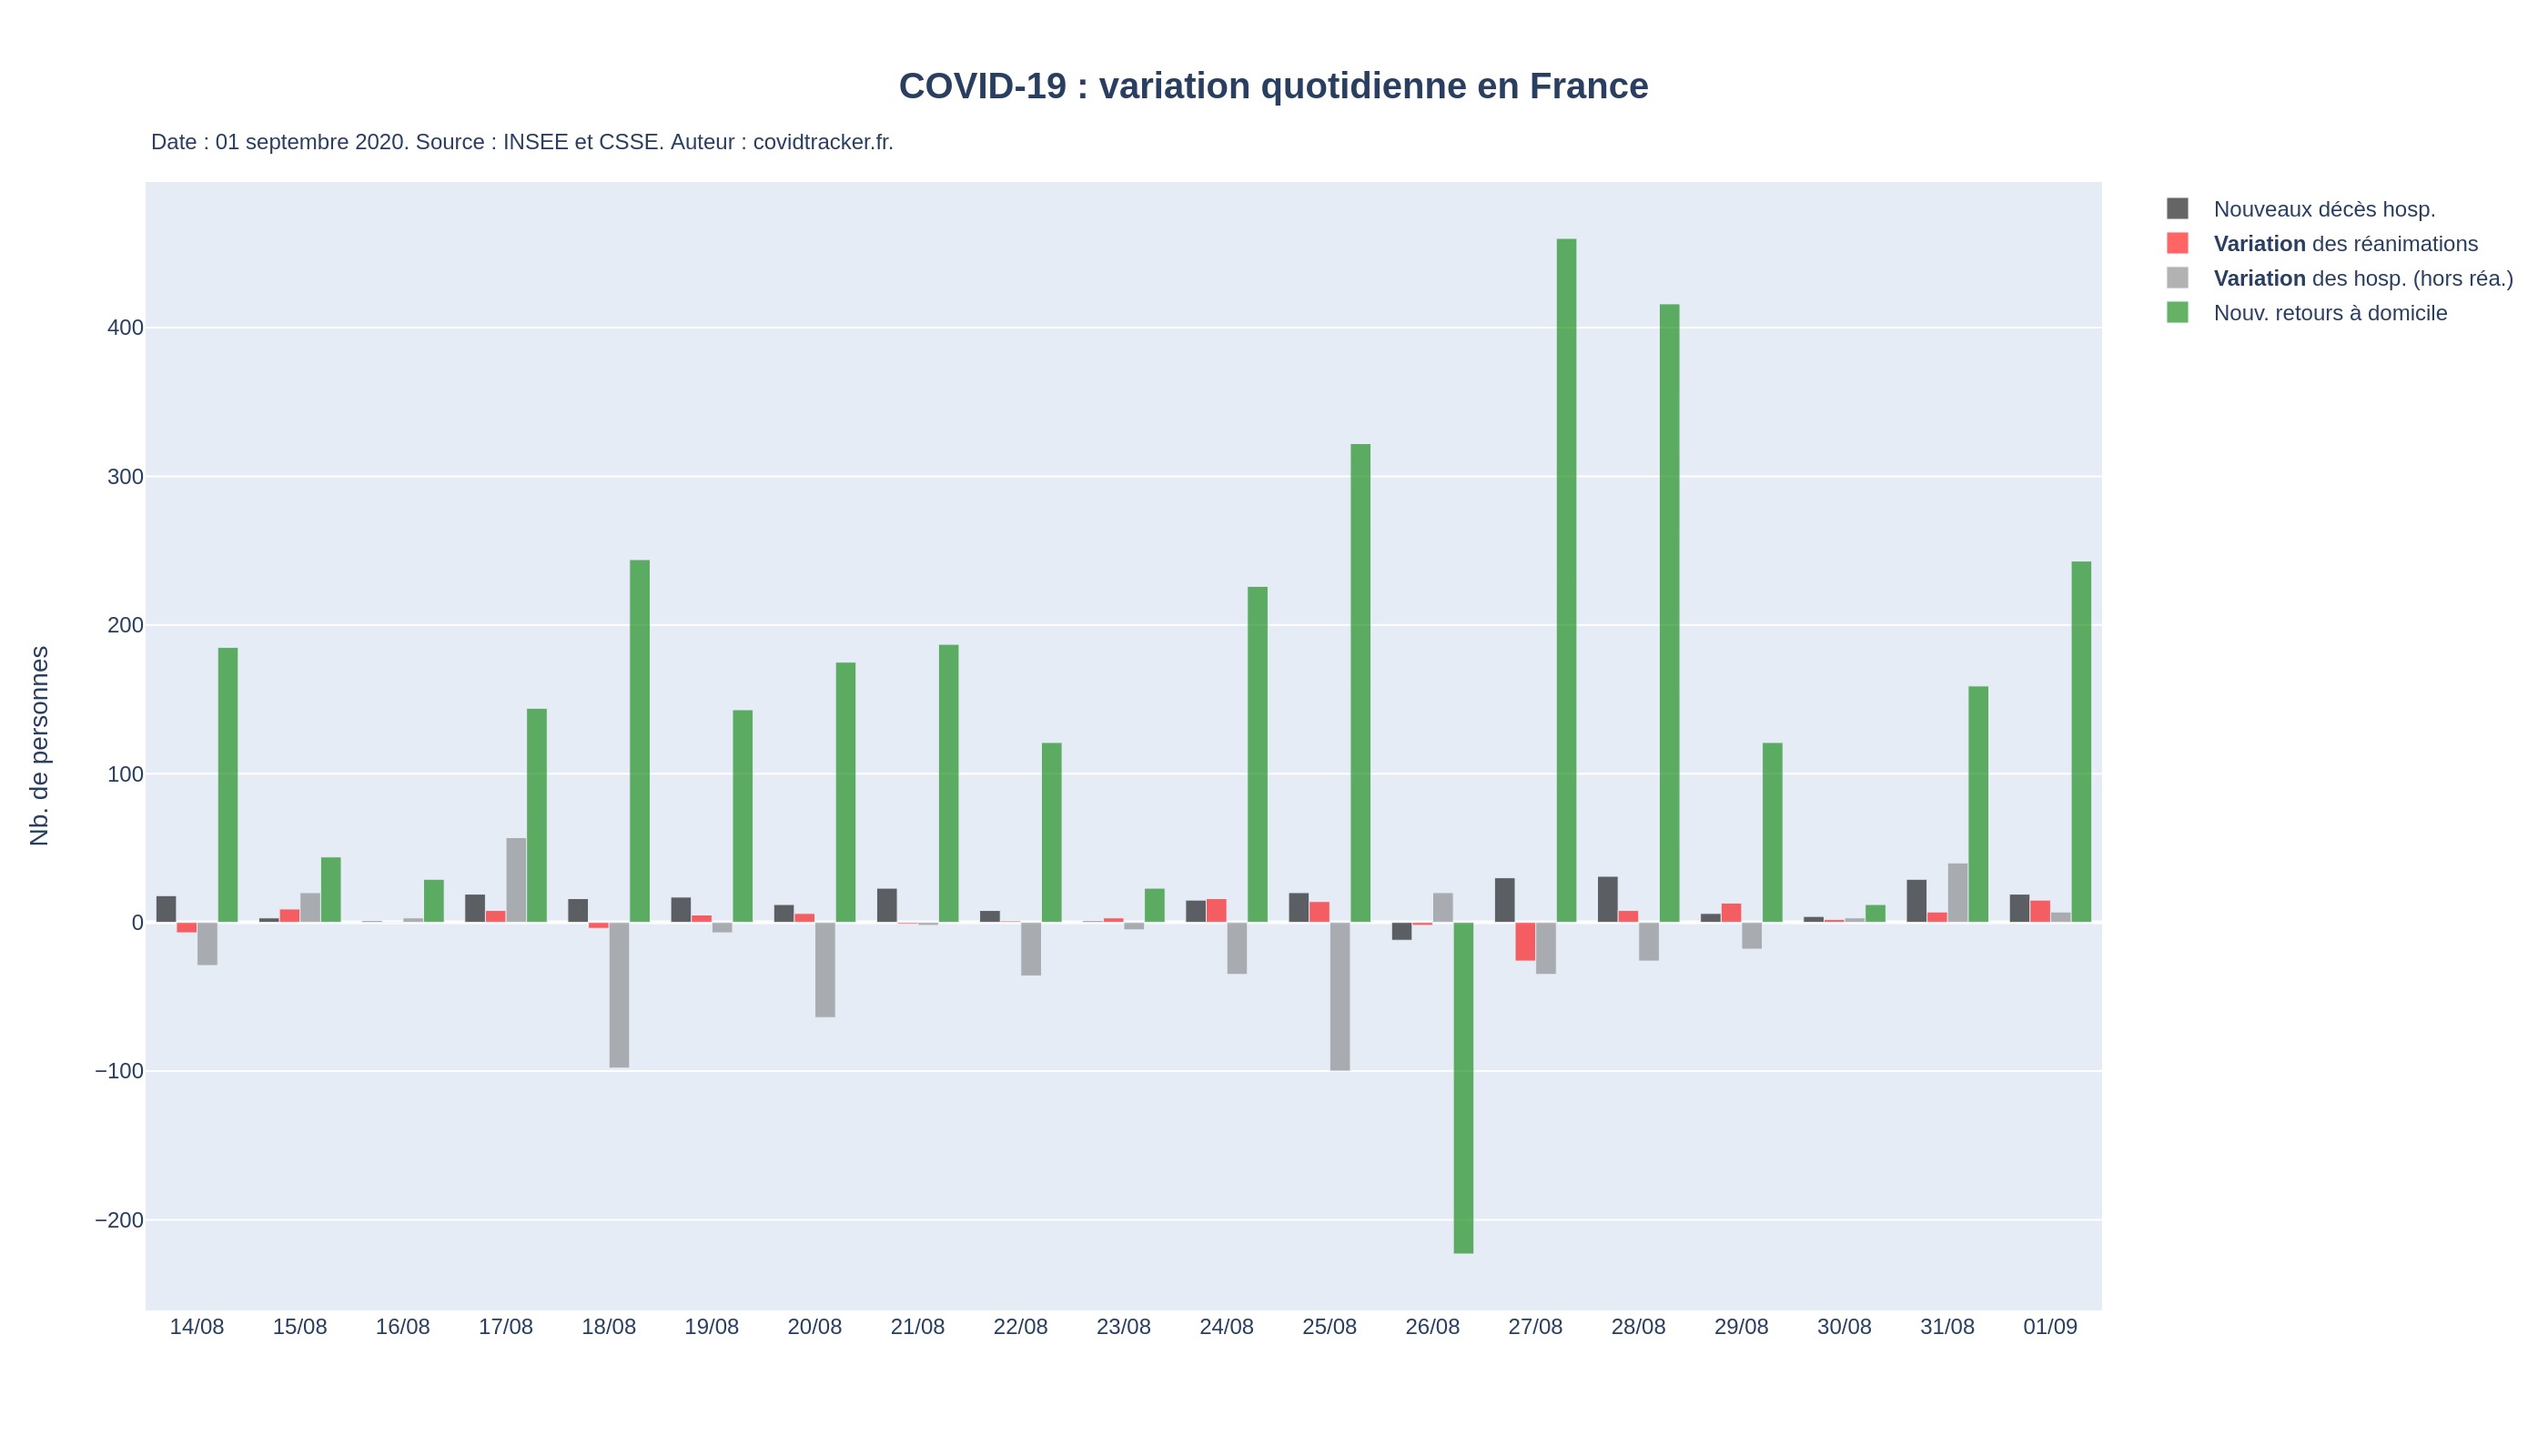 COVID-19 : variation quotidienne en France
Date : 01 septembre 2020. Source : INSEE et CSSE. Auteur : covidtracker.fr.
Nouveaux décès hosp.
Variation des réanimations
Variation des hosp. (hors réa.)
Nouv. retours à domicile
Nb. de personnes
400
300
200
100
0
−100
−200
14/08 15/08 16/08 17/08 18/08 19/08 20/08 21/08 22/08 23/08 24/08 25/08 26/08 27/08 28/08 29/08 30/08 31/08 01/09